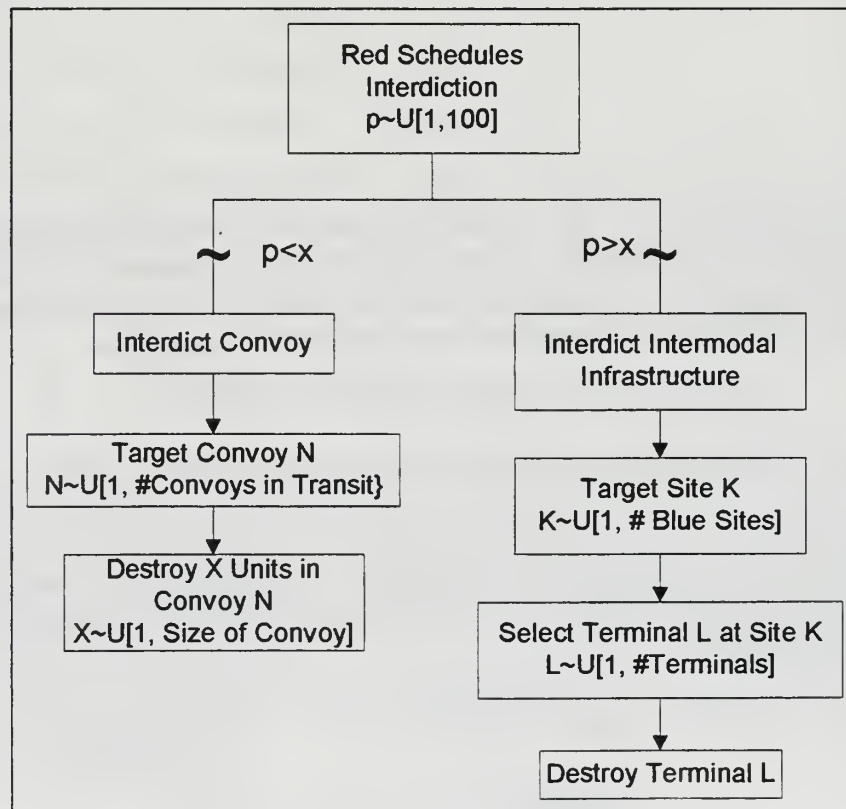 Red Schedules
Interdiction
p~U[1,100]
~ p<x
p>x ~
Interdict Convoy
Interdict Intermodal
Infrastructure
Target Convoy N
N~U[1, #Convoys in Transit}
Target Site K
K~U[1, # Blue Sites]
Destroy X Units in
Convoy N
X~U[1, Size of Convoy]
Select Terminal L at Site K
L~U[1, #Terminals]
Destroy Terminal L